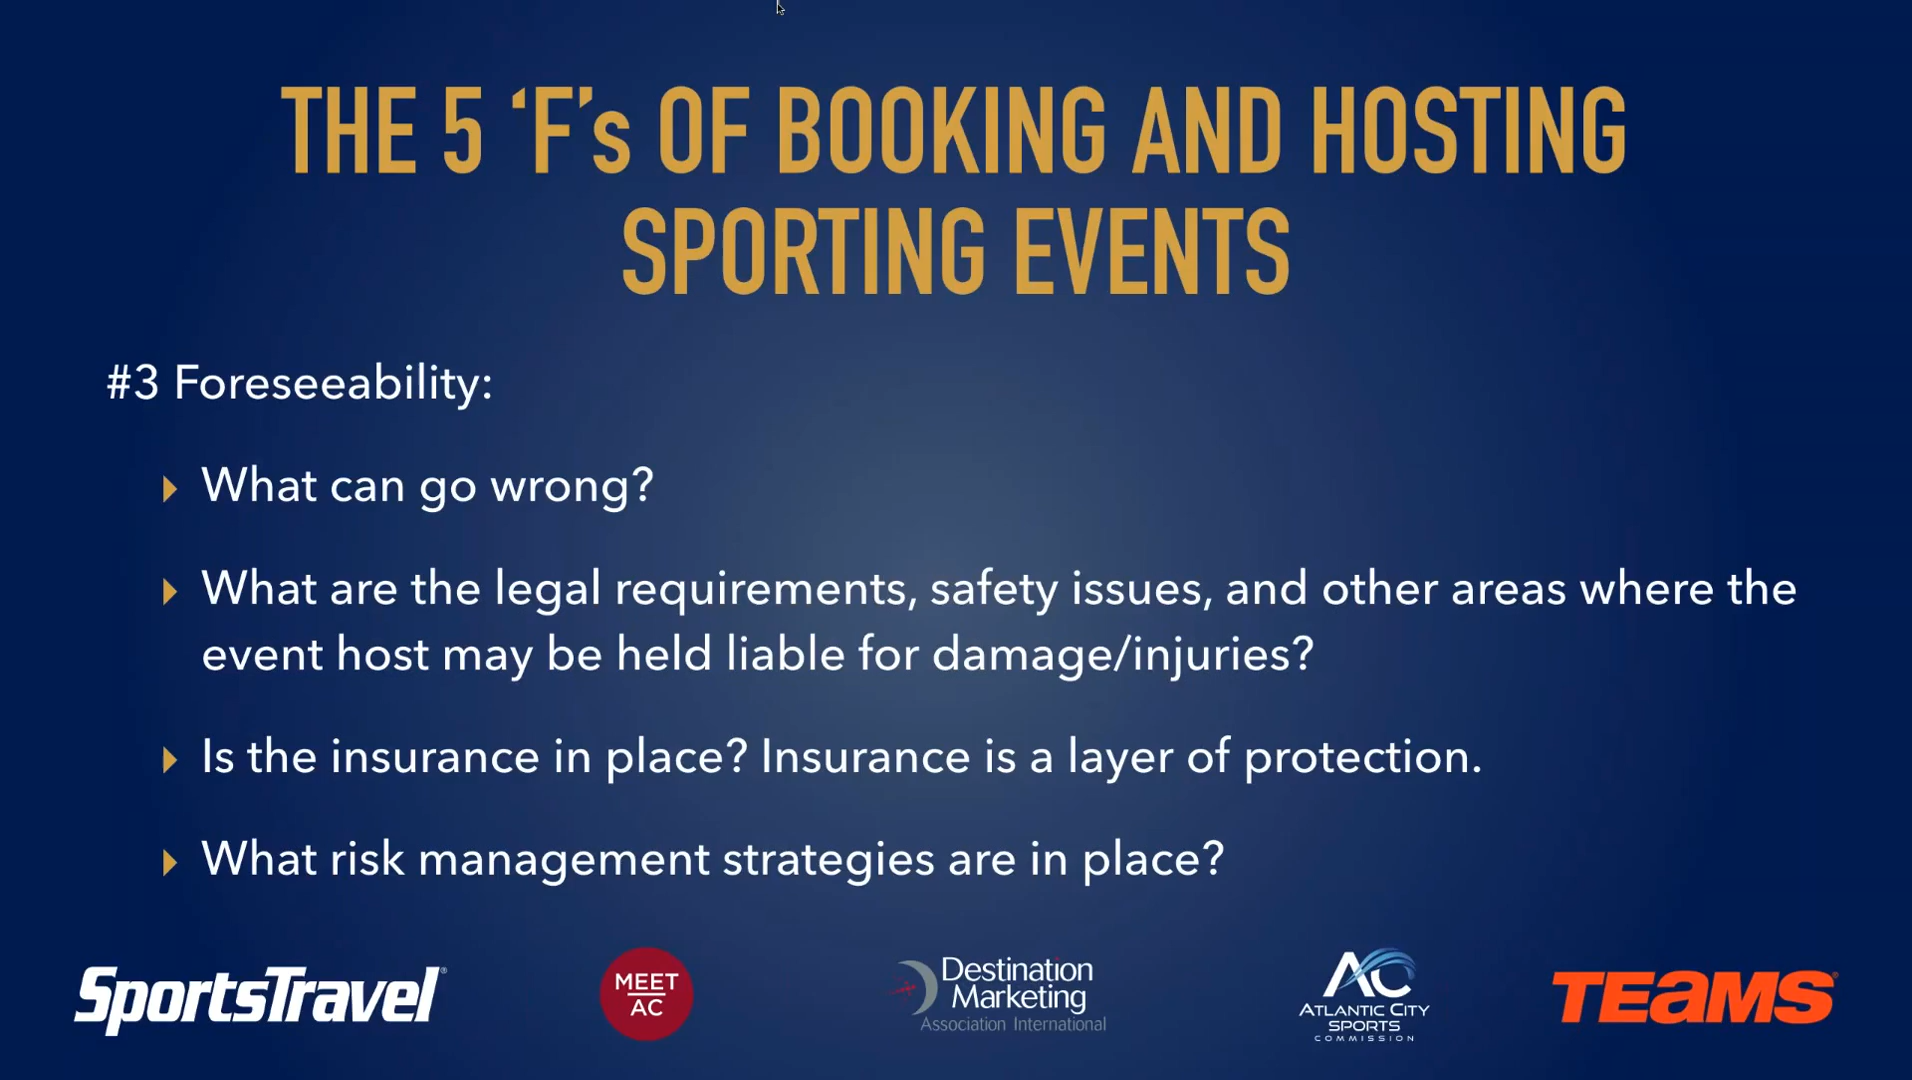 THE 5 ‘F’s OF BOOKING AND HOSTING
SPORTING EVENTS
#3 Foreseeability:
What can go wrong?
What are the legal requirements, safety issues, and other areas where the
event host may be held liable for damage/injuries?
Is the insurance in place? Insurance is a layer of protection.
What risk management strategies are in place?
SportsTravel®
MEET
AC
Destination
Marketing
Association International
AC
ATLANTIC CITY
SPORTS
COMMISSION
TEAMS®